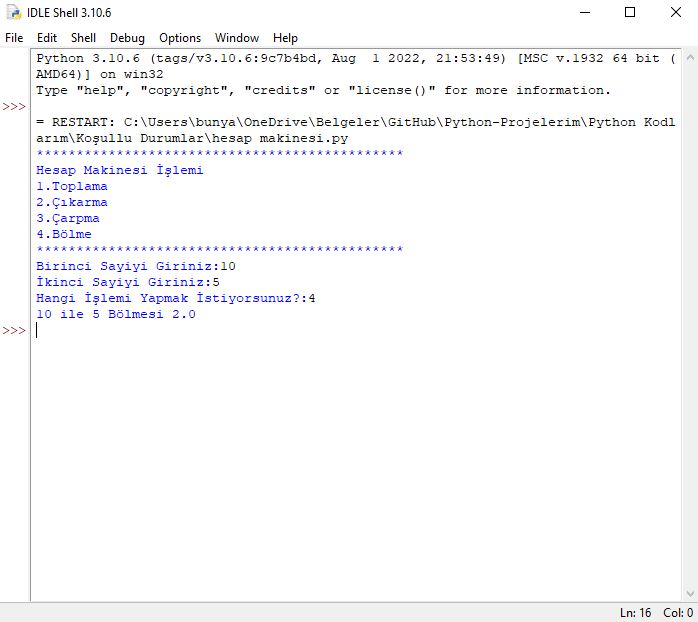 IDLE Shell 3.10.6
File Edit Shell Debug Options Window Help
Python 3.10.6 (tags/v3.10.6:9c7b4bd, Aug  1 2022, 21:53:49) [MSC v.1932 64 bit (
AMD64)] on win32
Type "help", "copyright", "credits" or "license()" for more information.
>>>
= RESTART: C:\Users\bunya\OneDrive\Belgeler\GitHub\Python-Projelerim\Python Kodl
arım\Koşullu Durumlar\hesap makinesi.py
**********************************************
Hesap Makinesi İşlemi
1.Toplama
2.Çıkarma
3.Çarpma
4.Bölme
**********************************************
Birinci Sayiyi Giriniz:10
İkinci Sayiyi Giriniz:5
Hangi İşlemi Yapmak İstiyorsunuz?:4
10 ile 5 Bölmesi 2.0
>>>
Ln: 16 Col: 0